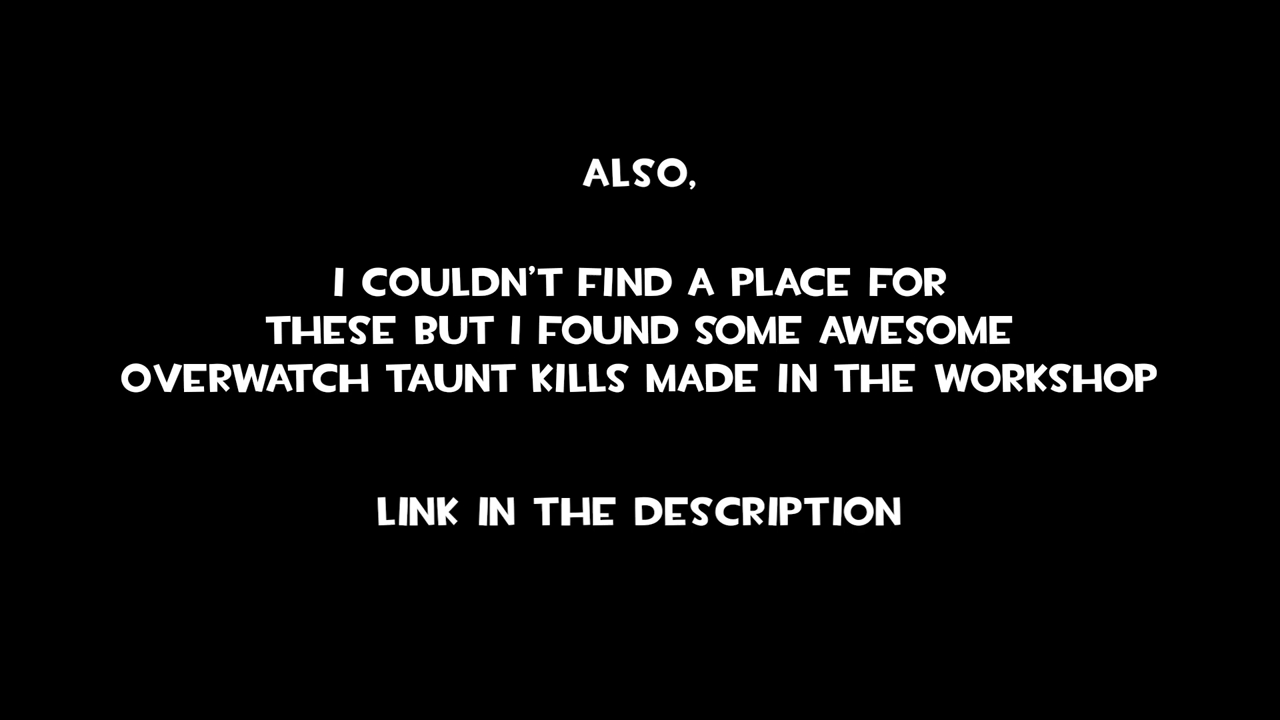 ALSO,
I COULDN'T FIND A PLACE FOR
THESE BUT I FOUND SOME AWESOME
OVERWATCH TAUNT KILLS MADE IN THE WORKSHOP
LINK IN THE DESCRIPTION